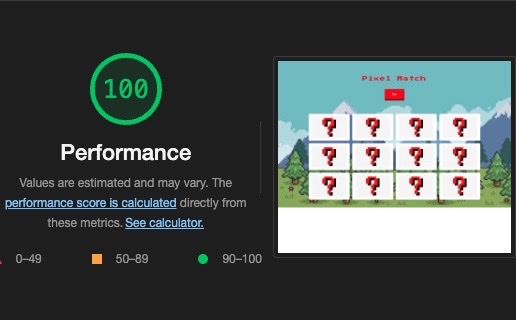 100
Performance
Values are estimated and may vary. The
performance score is calculated directly from
these metrics. See calculator.
0–49
50–89
90–100
Pixel Match
? ? ? ?
? ? ? ?
? ? ? ?